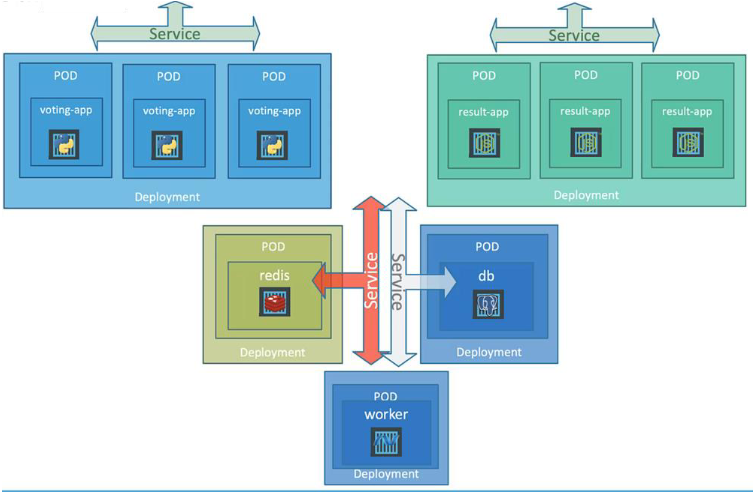 Service
Service
POD
POD
POD
voting-app
voting-app
voting-app
Deployment
POD
POD
POD
result-app
result-app
result-app
Deployment
POD
redis
Deployment
Service
Service
POD
db
Deployment
POD
worker
Deployment